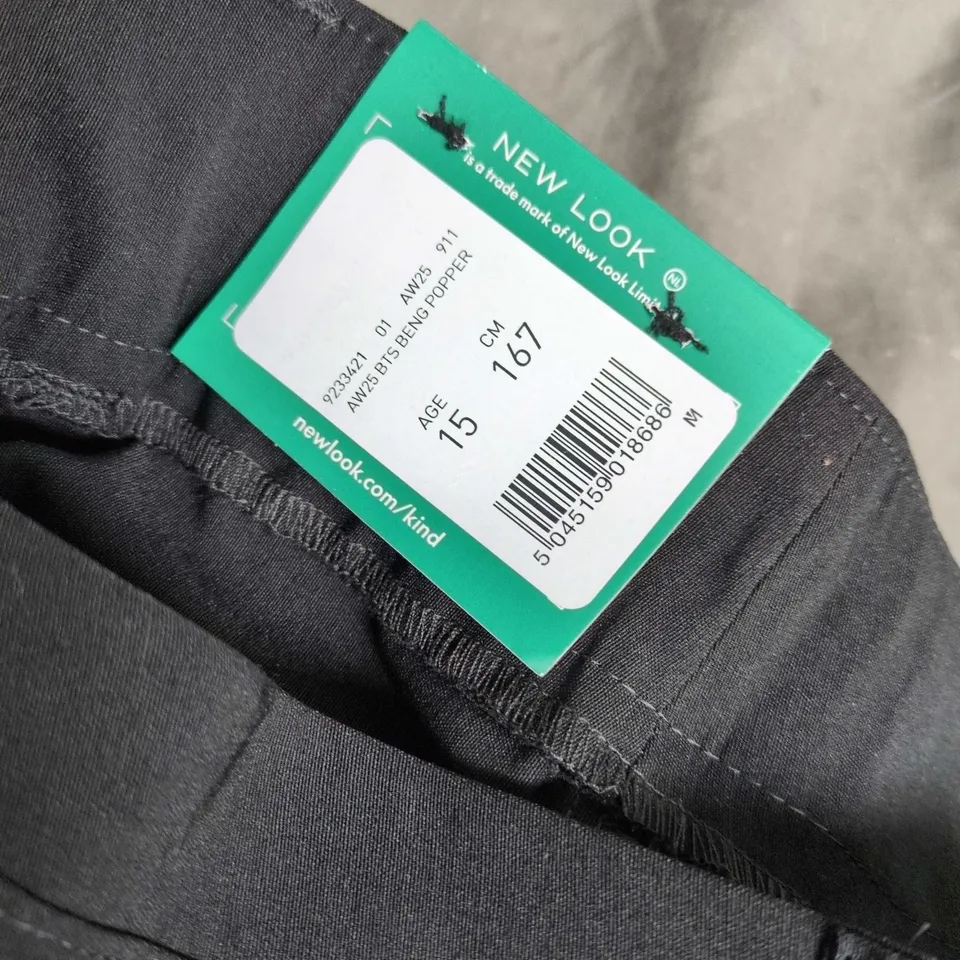 NEW LOOK NL
is a trade mark of New Look Limi
9233421 01 AW25 911
AW25 BTS BENG POPPER
AGE CM
15 167
5 045159 018686 M
newlook.com/kind